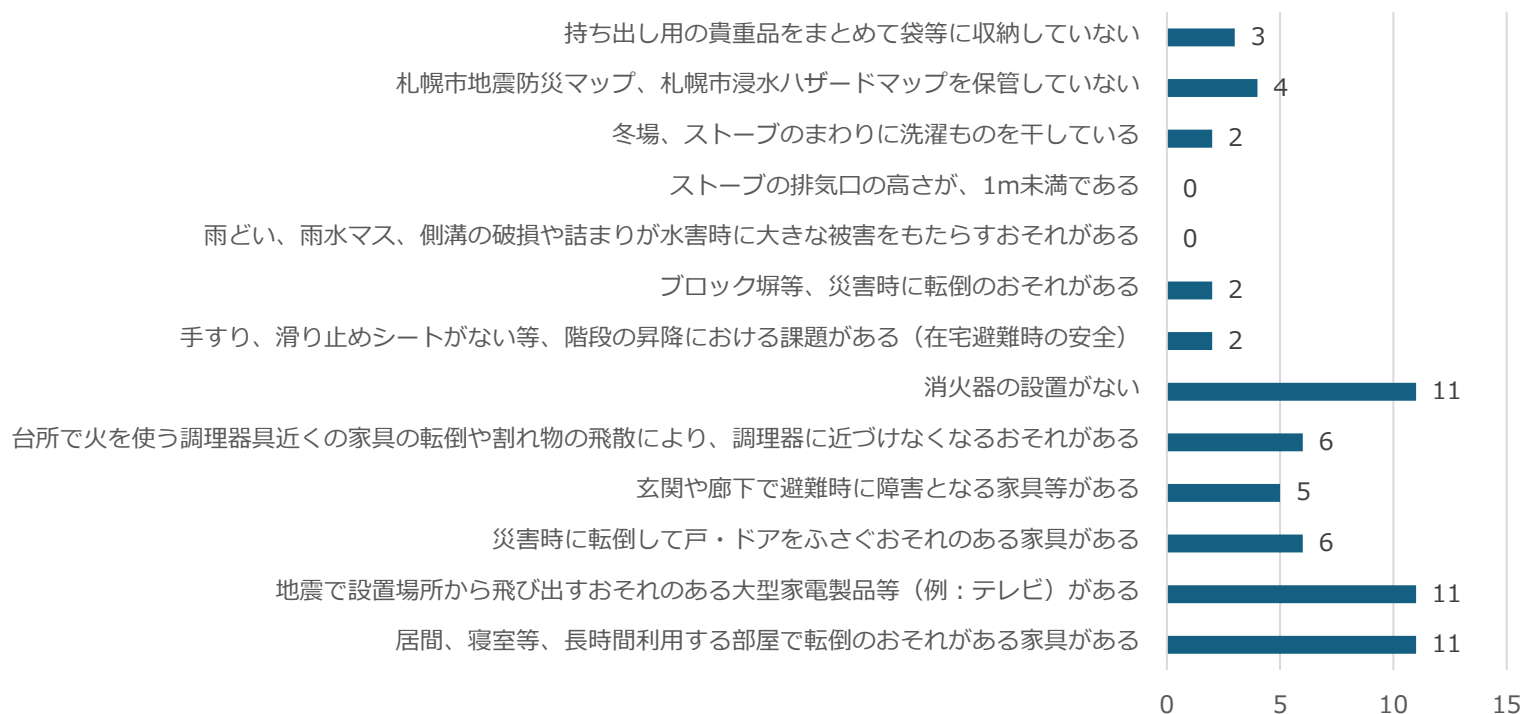 持ち出し用の貴重品をまとめて袋等に収納していない 3
札幌市地震防災マップ、札幌市浸水ハザードマップを保管していない 4
冬場、ストーブのまわりに洗濯ものを干している 2
ストーブの排気口の高さが、1m未満である 0
雨どい、雨水マス、側溝の破損や詰まりが水害時に大きな被害をもたらすおそれがある 0
ブロック塀等、災害時に転倒のおそれがある 2
手すり、滑り止めシートがない等、階段の昇降における課題がある（在宅避難時の安全） 2
消火器の設置がない 11
台所で火を使う調理器具近くの家具の転倒や割れ物の飛散により、調理器に近づけなくなるおそれがある 6
玄関や廊下で避難時に障害となる家具等がある 5
災害時に転倒して戸・ドアをふさぐおそれのある家具がある 6
地震で設置場所から飛び出すおそれのある大型家電製品等（例：テレビ）がある 11
居間、寝室等、長時間利用する部屋で転倒のおそれがある家具がある 11
0 5 10 15